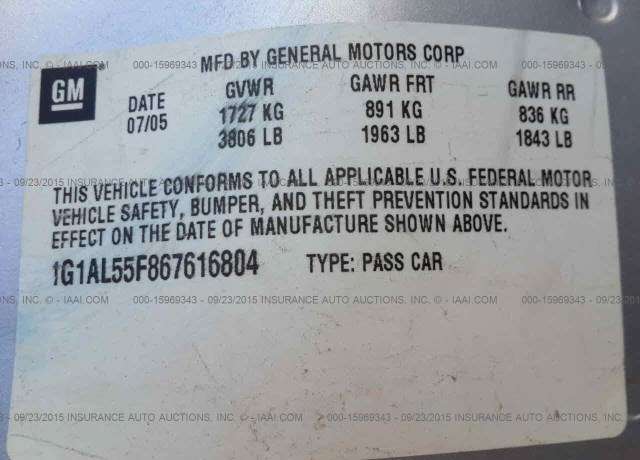 MFD BY GENERAL MOTORS CORP
GM
DATE 07/05
GVWR GAWR FRT GAWR RR
1727 KG 891 KG 836 KG
3806 LB 1963 LB 1843 LB
THIS VEHICLE CONFORMS TO ALL APPLICABLE U.S. FEDERAL MOTOR
VEHICLE SAFETY, BUMPER, AND THEFT PREVENTION STANDARDS IN
EFFECT ON THE DATE OF MANUFACTURE SHOWN ABOVE.
1G1AL55F867616804 TYPE: PASS CAR
000-15969343 - 09/23/2015 INSURANCE AUTO AUCTIONS, INC. © - IAAI.COM